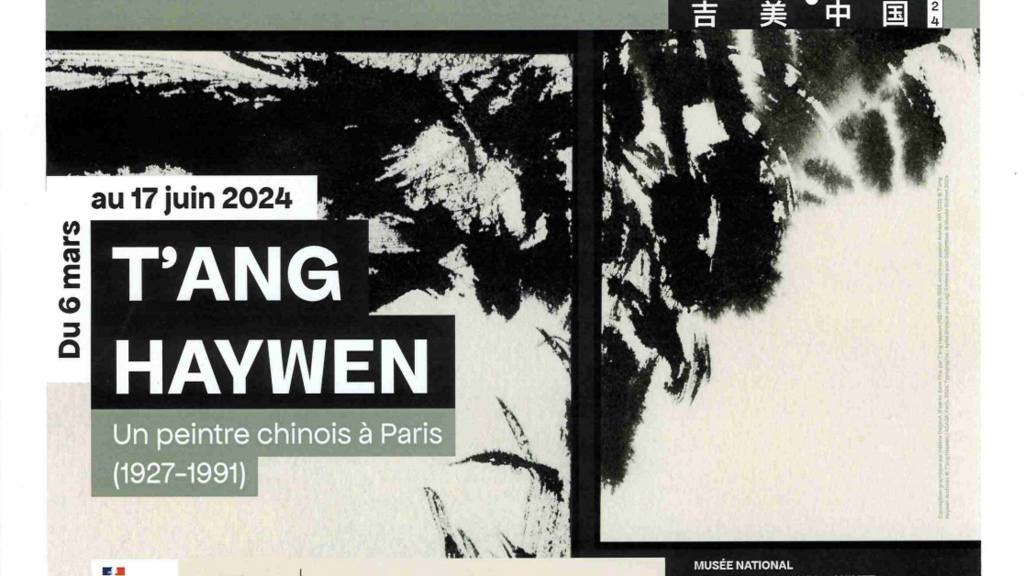 吉 美 中 国
24
Du 6 mars
au 17 juin 2024
T’ANG
HAYWEN
Un peintre chinois à Paris
(1927–1991)
MUSÉE NATIONAL